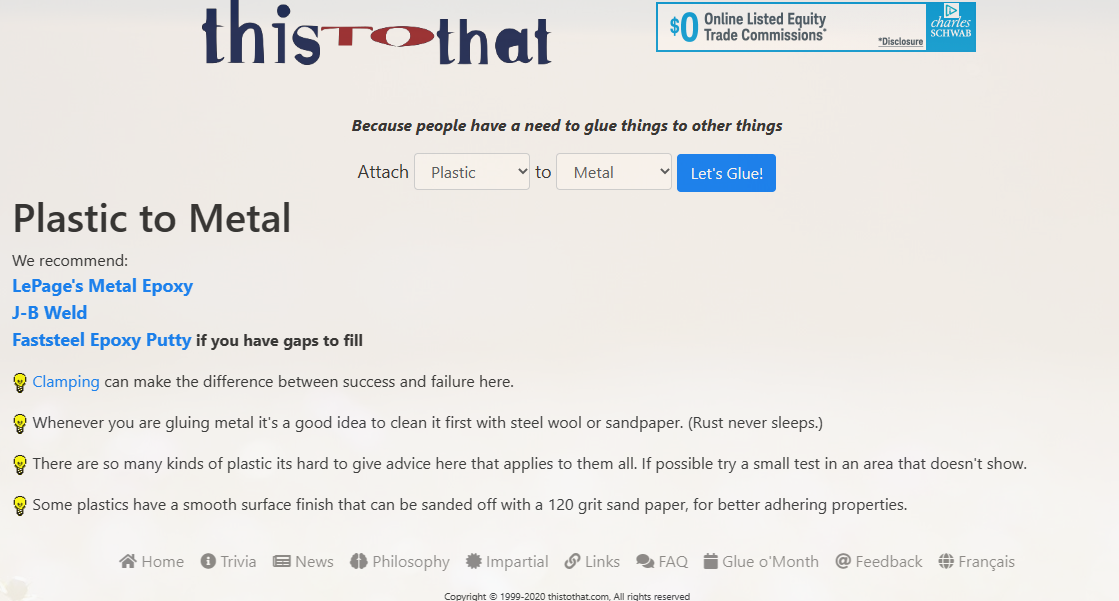 thistothat
$0 Online Listed Equity
Trade Commissions*
*Disclosure
charles
SCHWAB
Because people have a need to glue things to other things
Attach Plastic to Metal Let's Glue!
Plastic to Metal
We recommend:
LePage's Metal Epoxy
J-B Weld
Faststeel Epoxy Putty if you have gaps to fill
Clamping can make the difference between success and failure here.
Whenever you are gluing metal it's a good idea to clean it first with steel wool or sandpaper. (Rust never sleeps.)
There are so many kinds of plastic its hard to give advice here that applies to them all. If possible try a small test in an area that doesn't show.
Some plastics have a smooth surface finish that can be sanded off with a 120 grit sand paper, for better adhering properties.
Home Trivia News Philosophy Impartial Links FAQ Glue o'Month Feedback Français
Copyright © 1999-2020 thistothat.com, All rights reserved